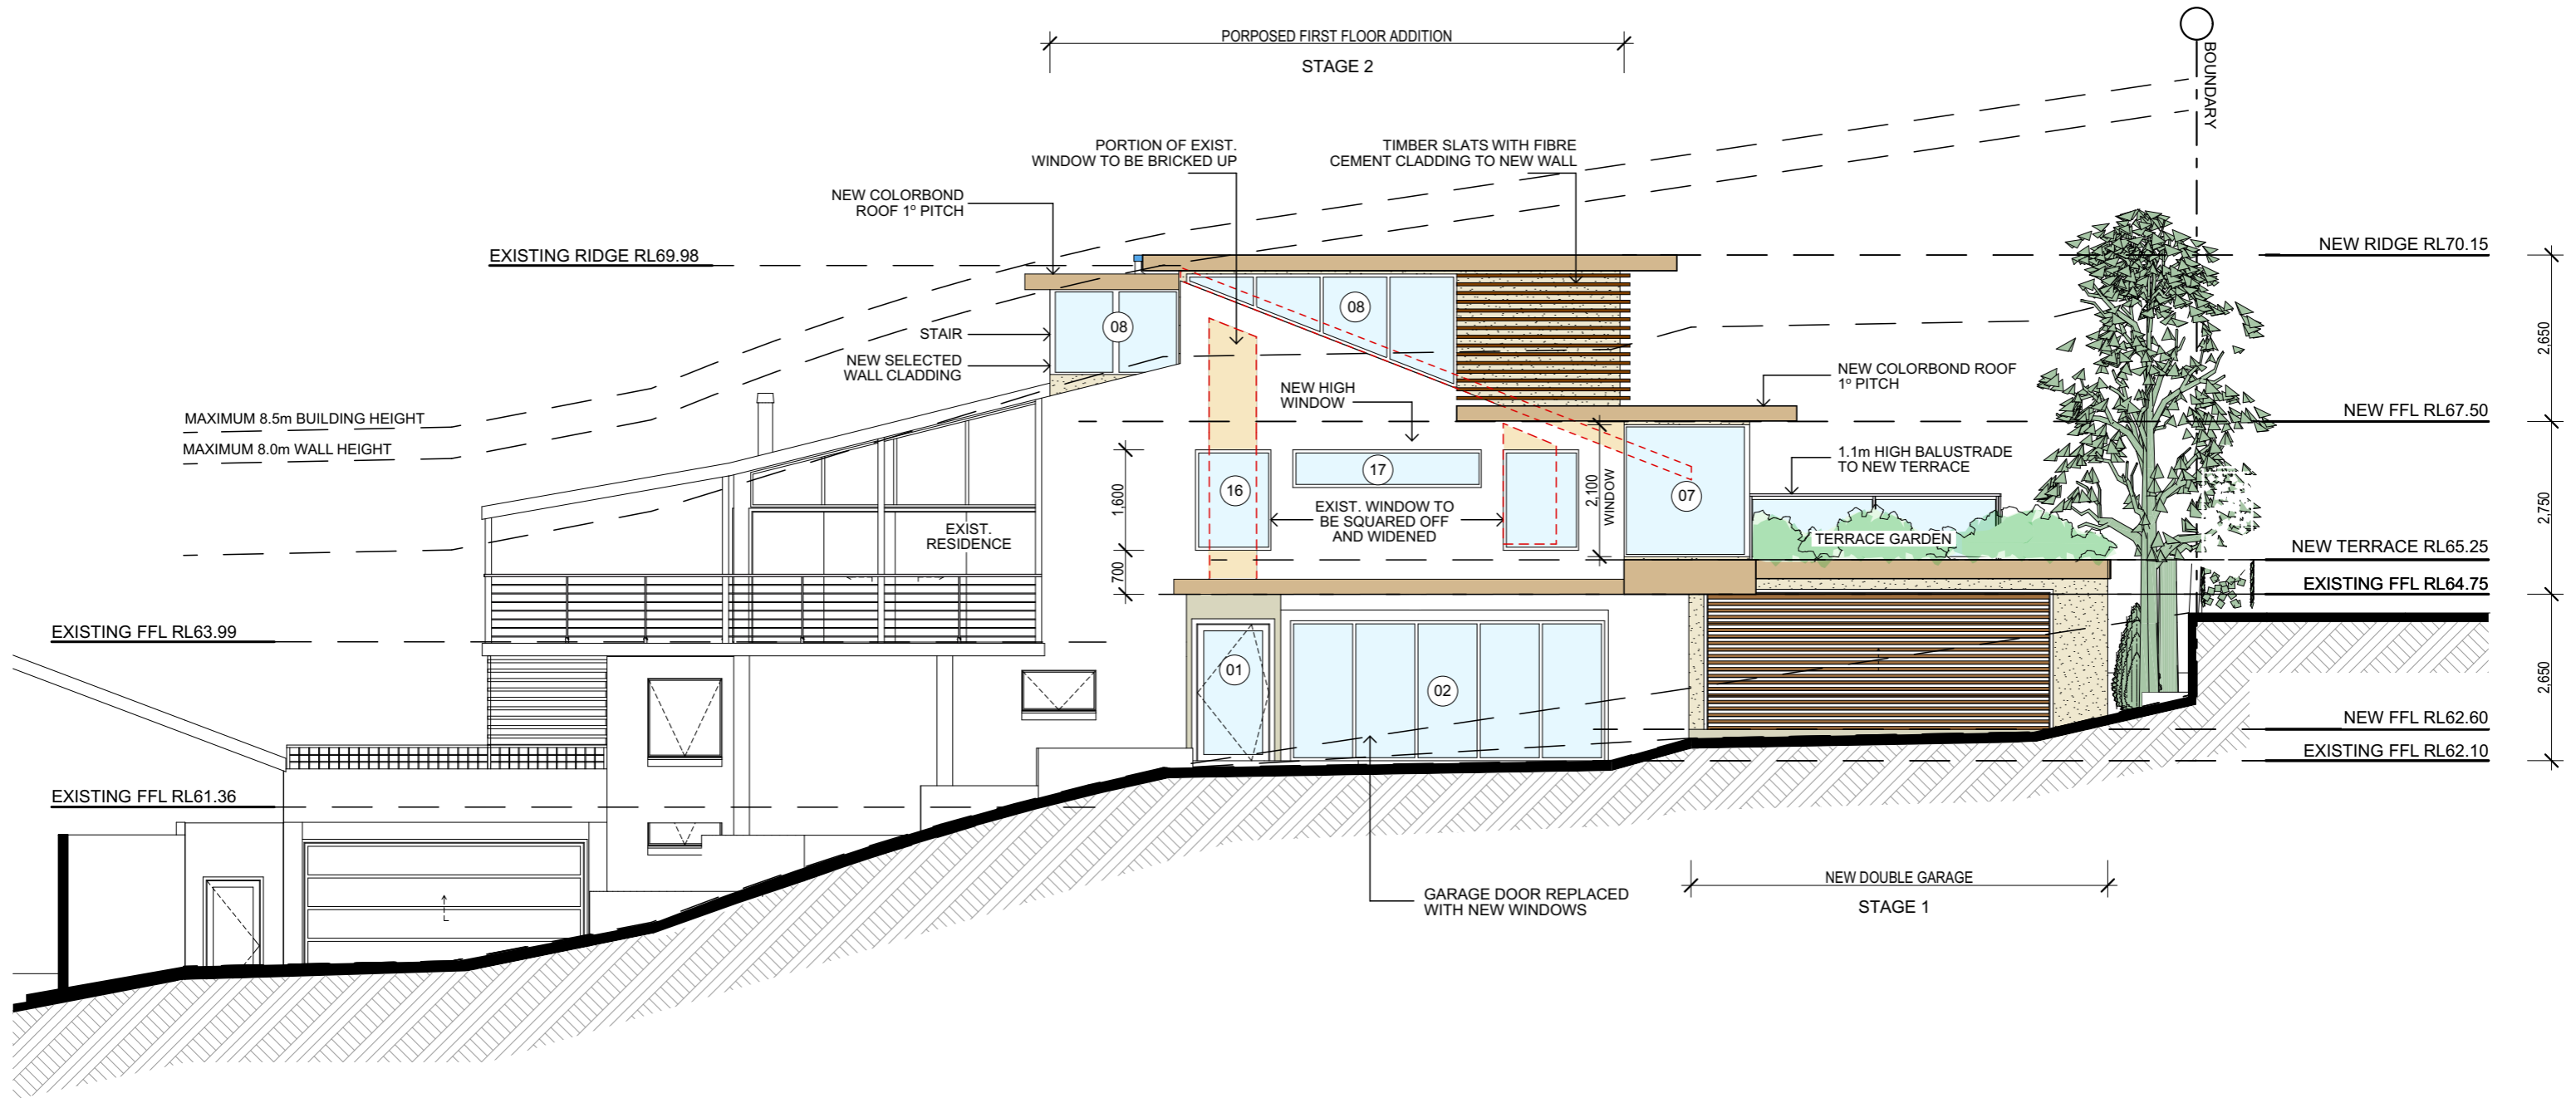 PORPOSED FIRST FLOOR ADDITION
STAGE 2
BOUNDARY
PORTION OF EXIST.
WINDOW TO BE BRICKED UP
TIMBER SLATS WITH FIBRE
CEMENT CLADDING TO NEW WALL
NEW COLORBOND
ROOF 1º PITCH
EXISTING RIDGE RL69.98
NEW RIDGE RL70.15
08
08
STAIR
NEW SELECTED
WALL CLADDING
2,650
NEW HIGH
WINDOW
NEW COLORBOND ROOF
1º PITCH
MAXIMUM 8.5m BUILDING HEIGHT
MAXIMUM 8.0m WALL HEIGHT
NEW FFL RL67.50
1.1m HIGH BALUSTRADE
TO NEW TERRACE
1,600
16
17
2,100
WINDOW
07
EXIST. WINDOW TO
BE SQUARED OFF
AND WIDENED
EXIST.
RESIDENCE
2,750
TERRACE GARDEN
NEW TERRACE RL65.25
700
EXISTING FFL RL64.75
EXISTING FFL RL63.99
01
02
2,650
NEW FFL RL62.60
EXISTING FFL RL62.10
EXISTING FFL RL61.36
L
GARAGE DOOR REPLACED
WITH NEW WINDOWS
NEW DOUBLE GARAGE
STAGE 1